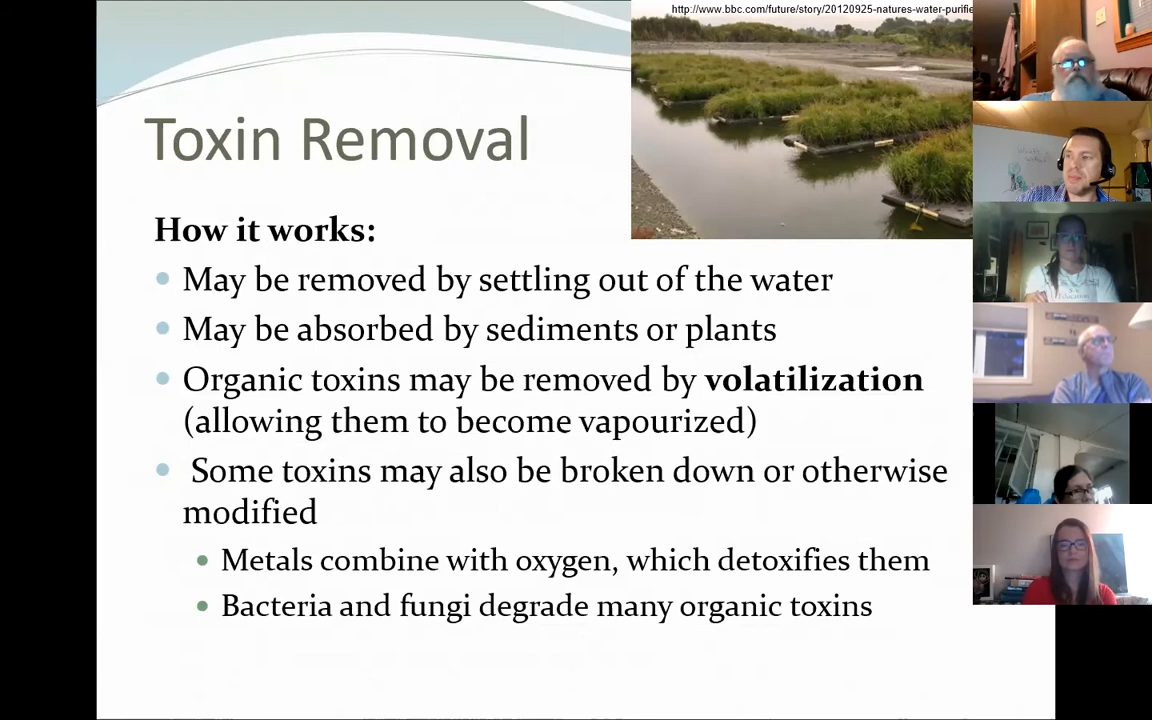 http://www.bbc.com/future/story/20120925-natures-water-purifie
Toxin Removal
How it works:
May be removed by settling out of the water
May be absorbed by sediments or plants
Organic toxins may be removed by volatilization
(allowing them to become vapourized)
Some toxins may also be broken down or otherwise
modified
Metals combine with oxygen, which detoxifies them
Bacteria and fungi degrade many organic toxins
Education